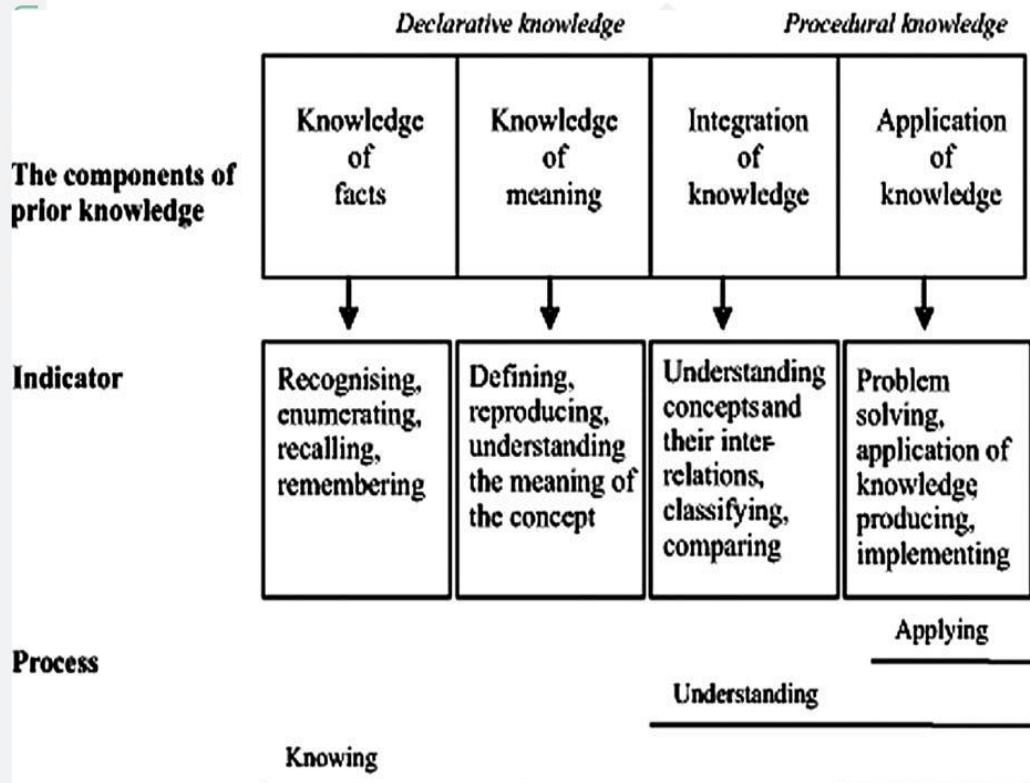 Declarative knowledge
Procedural knowledge
The components of
prior knowledge
Knowledge
of
facts
Knowledge
of
meaning
Integration
of
knowledge
Application
of
knowledge
Indicator
Recognising,
enumerating,
recalling,
remembering
Defining,
reproducing,
understanding
the meaning of
the concept
Understanding
concepts and
their inter-
relations,
classifying,
comparing
Problem
solving,
application of
knowledge
producing,
implementing
Process
Applying
Understanding
Knowing